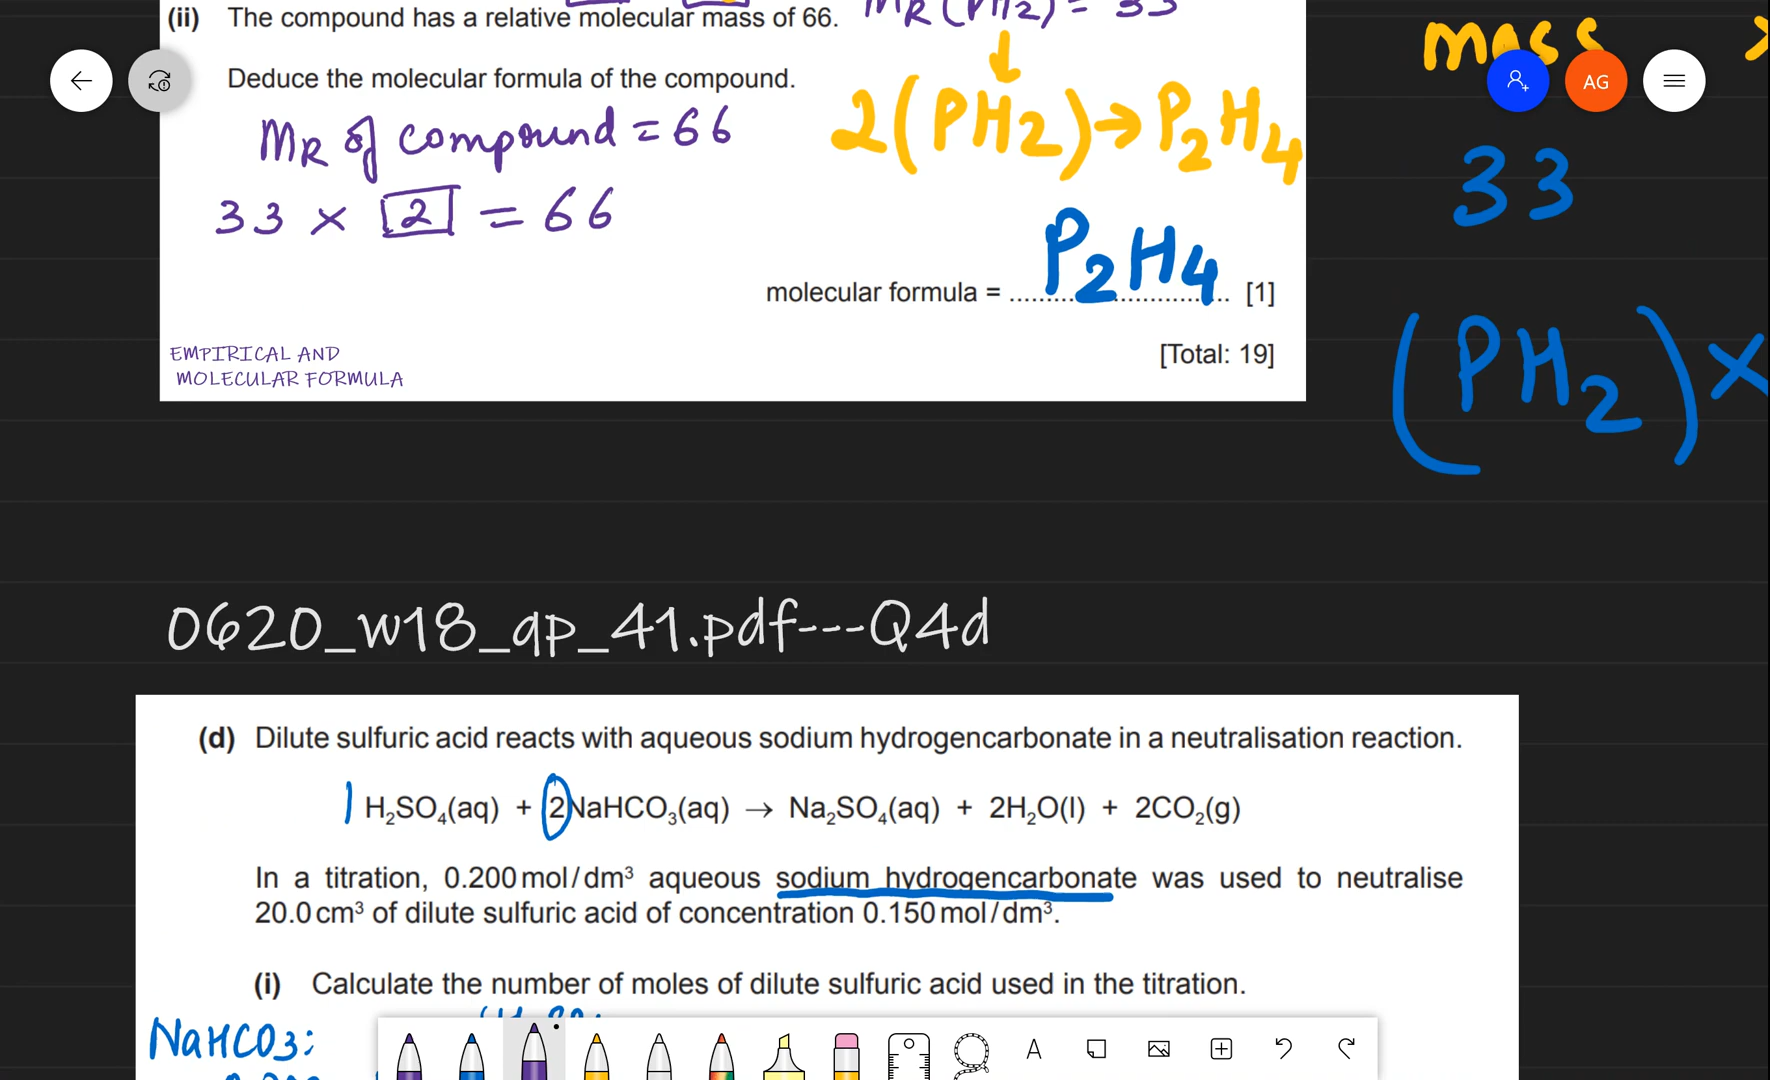 (ii) The compound has a relative molecular mass of 66.
MR (PH2) = 33
Deduce the molecular formula of the compound.
MR of compound = 66
2(PH2)→P2H4
33 × 2 = 66
P2H4
molecular formula = .............................. [1]
[Total: 19]
EMPIRICAL AND
MOLECULAR FORMULA
mass
AG
33
(PH2)×
0620_w18_qp_41.pdf---Q4d
(d) Dilute sulfuric acid reacts with aqueous sodium hydrogencarbonate in a neutralisation reaction.
1 H₂SO₄(aq) + 2NaHCO₃(aq) → Na₂SO₄(aq) + 2H₂O(l) + 2CO₂(g)
In a titration, 0.200 mol/dm³ aqueous sodium hydrogencarbonate was used to neutralise
20.0 cm³ of dilute sulfuric acid of concentration 0.150 mol/dm³.
(i) Calculate the number of moles of dilute sulfuric acid used in the titration.
NaHCO3:
A